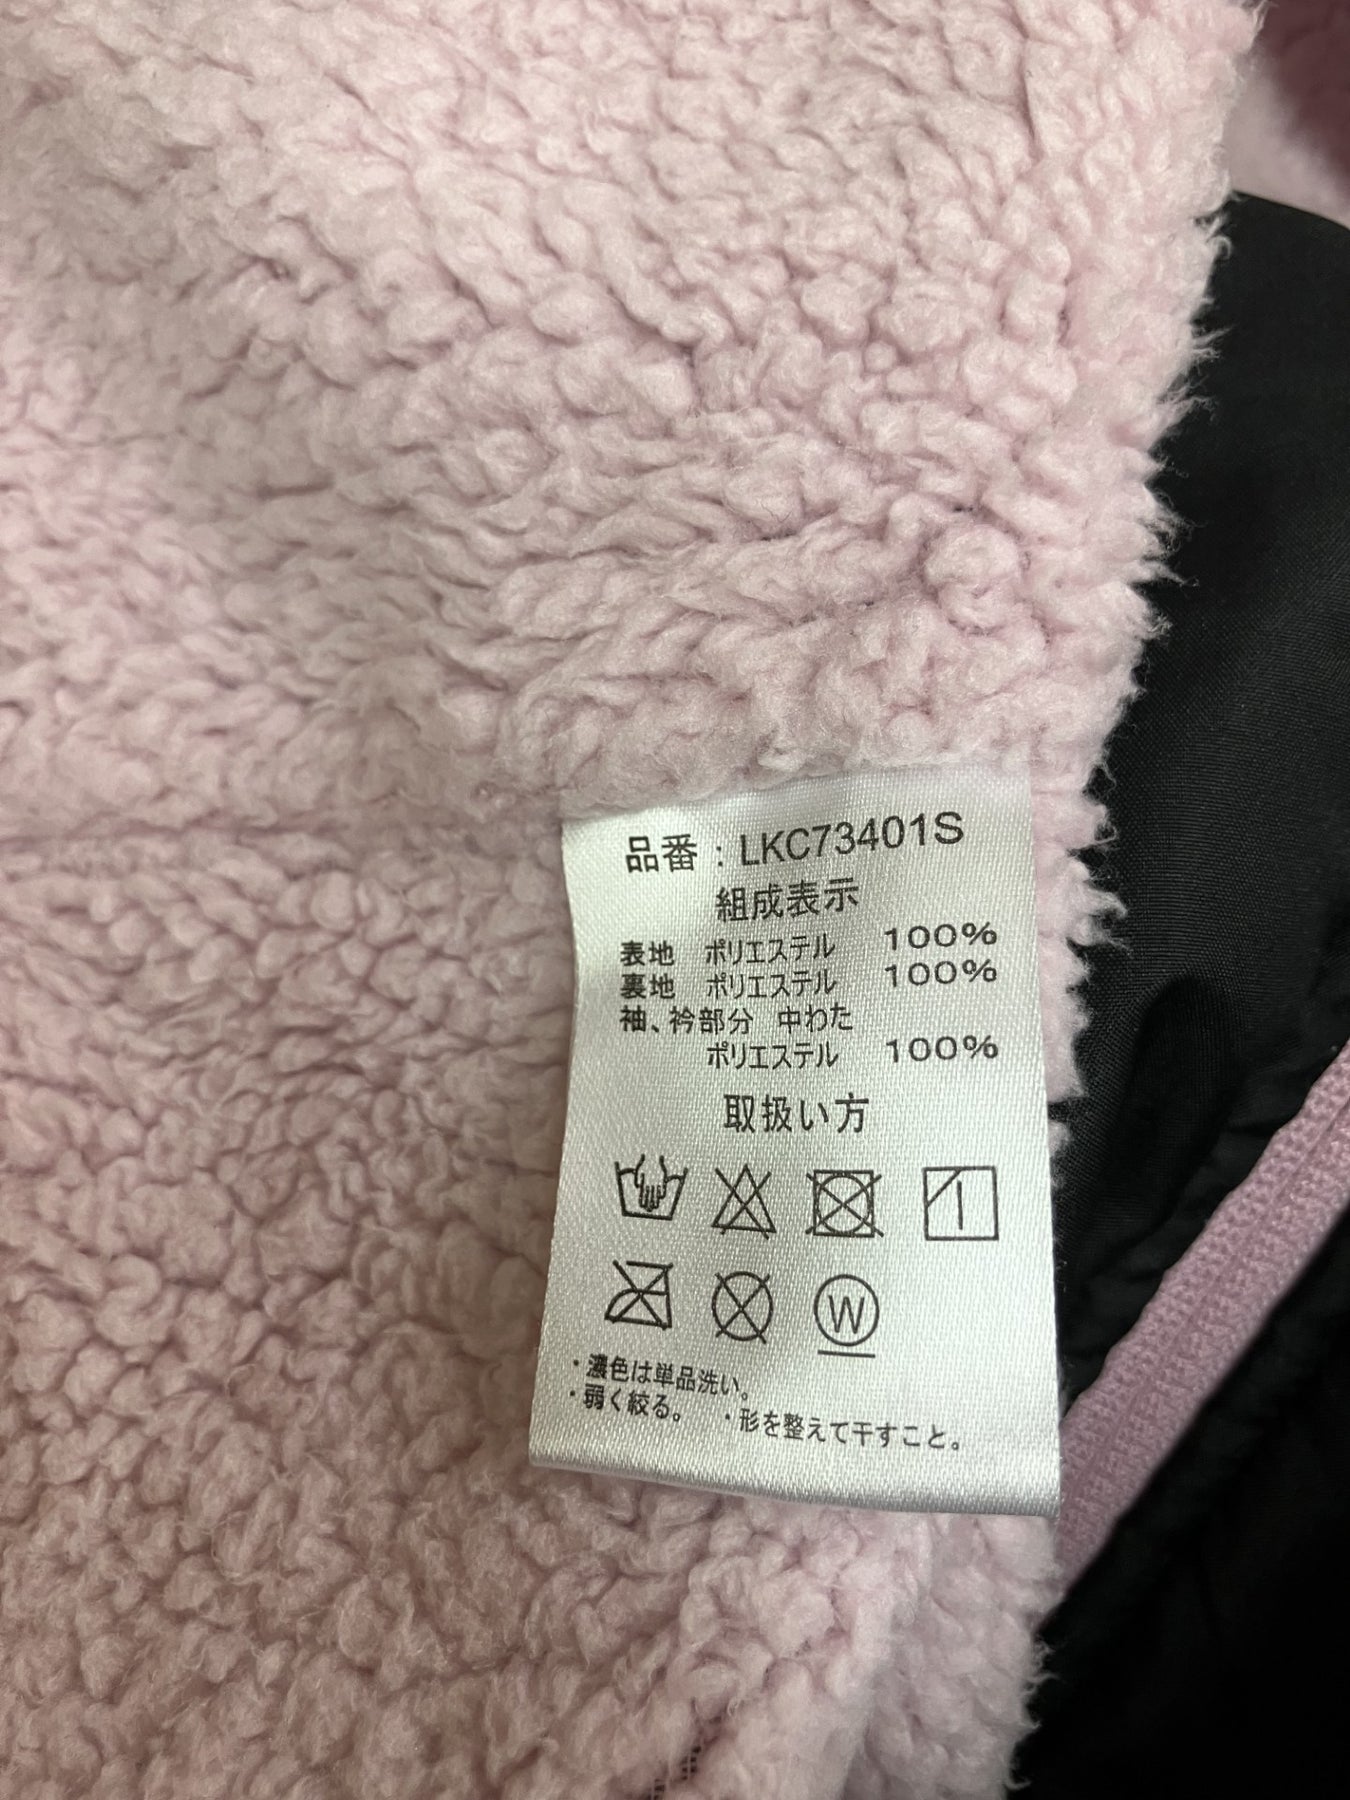 品番:LKC73401S
組成表示
表地 ポリエステル 100%
裏地 ポリエステル 100%
袖、衿部分 中わた
ポリエステル 100%
取扱い方
W
・濃色は単品洗い。
・弱く絞る。 ・形を整えて干すこと。